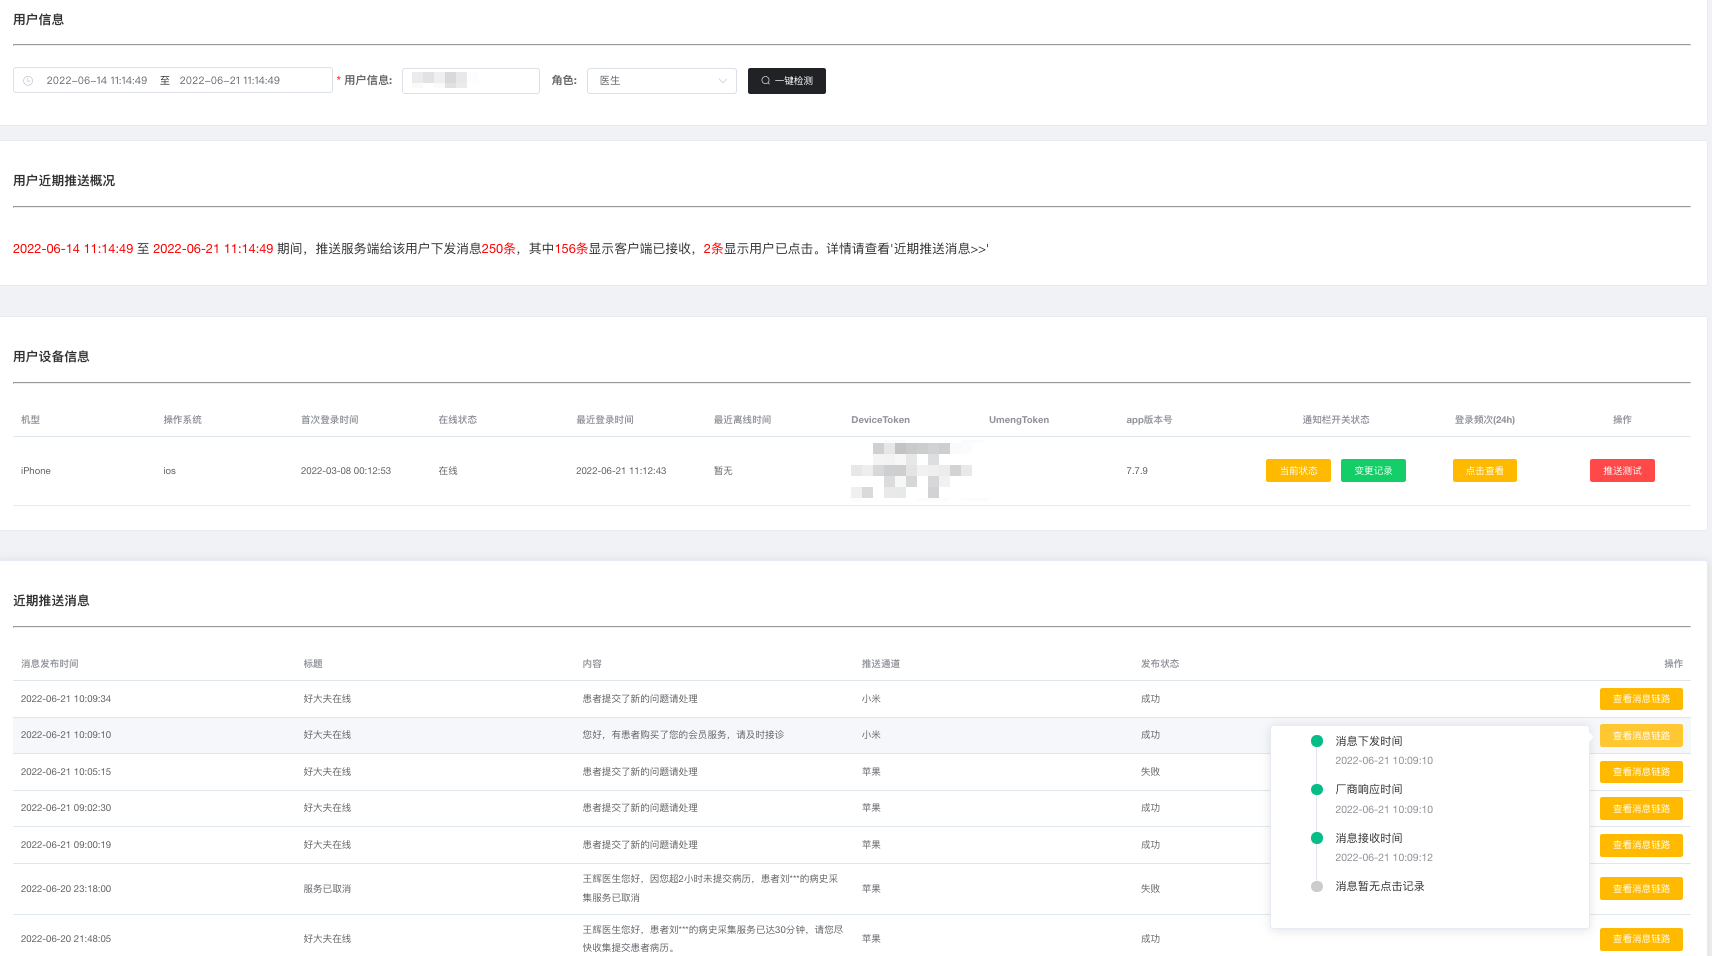 用户信息
2022-06-14 11:14:49 至 2022-06-21 11:14:49 * 用户信息: 角色: 医生 一键检测
用户近期推送概况
2022-06-14 11:14:49 至 2022-06-21 11:14:49 期间，推送服务端给该用户下发消息250条，其中156条显示客户端已接收，2条显示用户已点击。详情请查看'近期推送消息>>'
用户设备信息
机型 操作系统 首次登录时间 在线状态 最近登录时间 最近离线时间 DeviceToken UmengToken app版本号 通知栏开关状态 登录频次(24h) 操作
iPhone ios 2022-03-08 00:12:53 在线 2022-06-21 11:12:43 暂无 7.7.9 当前状态 变更记录 点击查看 推送测试
近期推送消息
消息发布时间 标题 内容 推送通道 发布状态 操作
2022-06-21 10:09:34 好大夫在线 患者提交了新的问题请处理 小米 成功 查看消息链路
2022-06-21 10:09:10 好大夫在线 您好，有患者购买了您的会员服务，请及时接诊 小米 成功 查看消息链路
2022-06-21 10:05:15 好大夫在线 患者提交了新的问题请处理 苹果 失败 查看消息链路
2022-06-21 09:02:30 好大夫在线 患者提交了新的问题请处理 苹果 成功 查看消息链路
2022-06-21 09:00:19 好大夫在线 患者提交了新的问题请处理 苹果 成功 查看消息链路
2022-06-20 23:18:00 服务已取消 王辉医生您好，因您超2小时未提交病历，患者刘***的病史采 苹果 失败 查看消息链路
集服务已取消
2022-06-20 21:48:05 好大夫在线 王辉医生您好，患者刘***的病史采集服务已达30分钟，请您尽 苹果 成功 查看消息链路
快收集提交患者病历。
消息下发时间
2022-06-21 10:09:10
厂商响应时间
2022-06-21 10:09:10
消息接收时间
2022-06-21 10:09:12
消息暂无点击记录